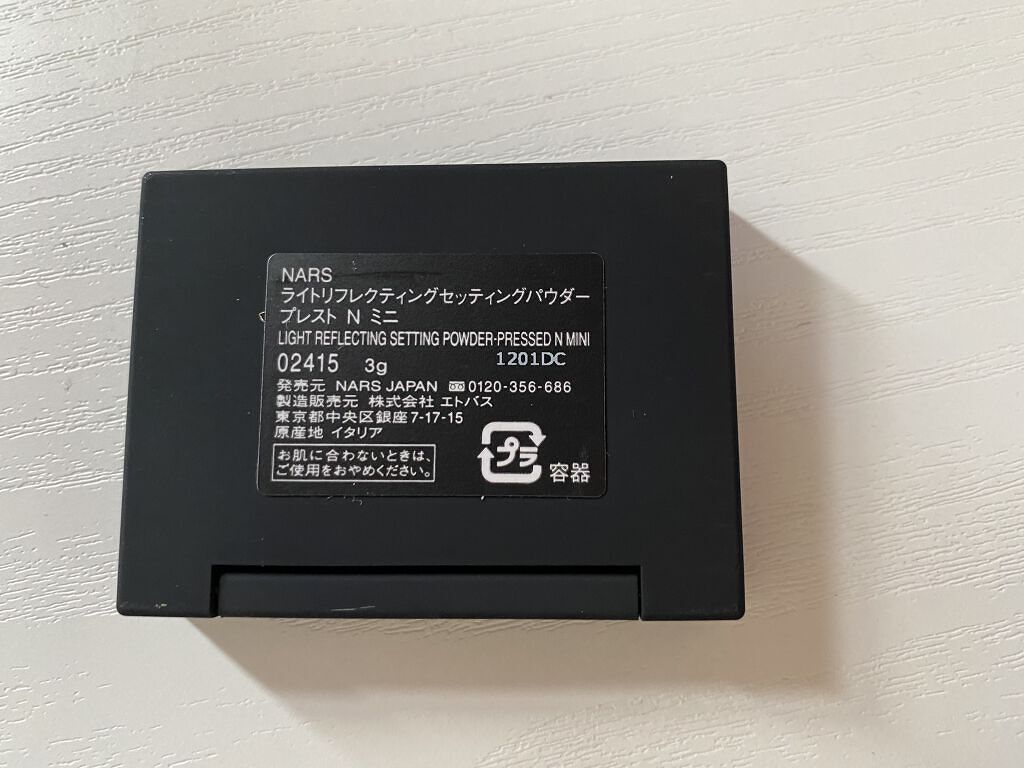 NARS
ライトリフレクティングセッティングパウダー
プレスト N ミニ
LIGHT REFLECTING SETTING POWDER-PRESSED N MINI
02415 3g 1201DC
発売元 NARS JAPAN 0120-356-686
製造販売元 株式会社 エトバス
東京都中央区銀座7-17-15
原産地 イタリア
お肌に合わないときは、
ご使用をおやめください。
プラ
容器